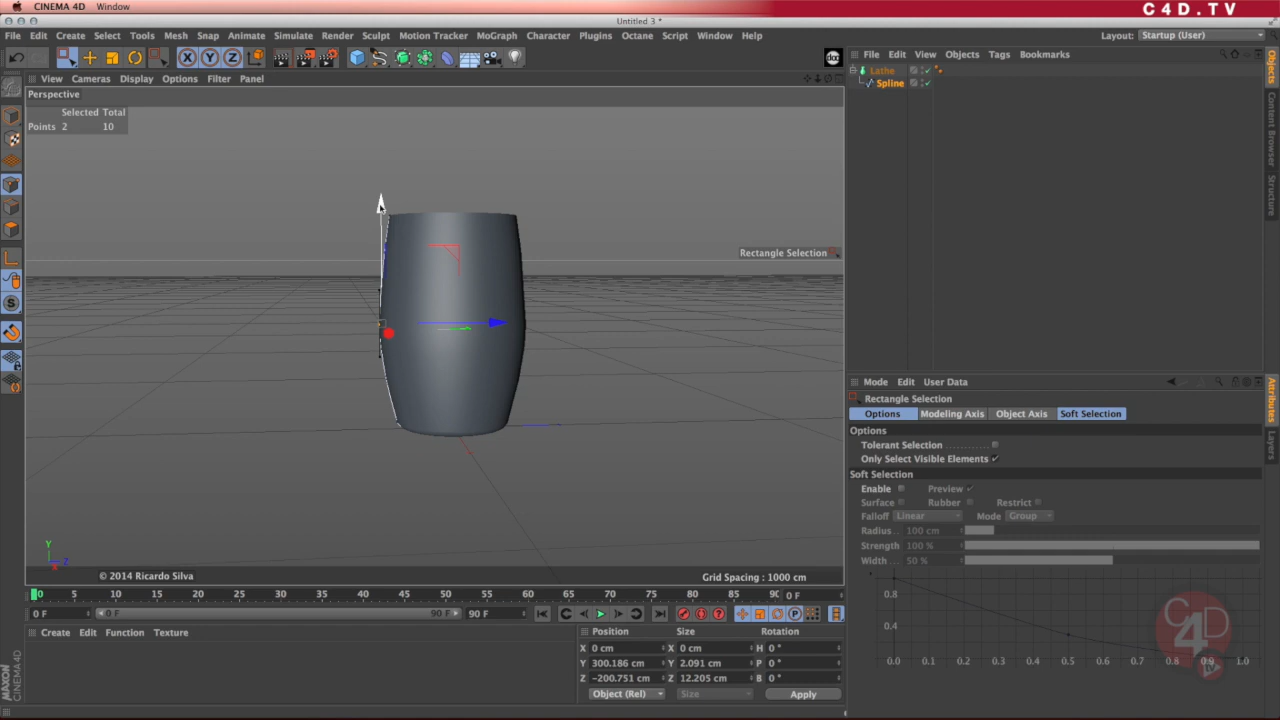 C4D.TV
CINEMA 4D Window
Untitled 3 *
File Edit Create Select Tools Mesh Snap Animate Simulate Render Sculpt Motion Tracker MoGraph Character Plugins Octane Script Window Help Layout: Startup (User)
X Y Z doc File Edit View Objects Tags Bookmarks
View Cameras Display Options Filter Panel Lathe
Spline
Perspective
Selected Total
Points 2 10
Rectangle Selection
Objects
Content Browser
Structure
Attributes
Layers
Mode Edit User Data
Rectangle Selection
Options Modeling Axis Object Axis Soft Selection
Options
Tolerant Selection
Only Select Visible Elements
Soft Selection
Enable Preview
Surface Rubber Restrict
Falloff Linear Mode Group
Radius 100 cm
Strength 100 %
Width 50 %
0.8
0.4
0.0 0.1 0.2 0.3 0.4 0.5 0.6 0.7 0.8 0.9 1.0
C4D
tv
S
Y
Z
X
© 2014 Ricardo Silva Grid Spacing : 1000 cm
0 5 10 15 20 25 30 35 40 45 50 55 60 65 70 75 80 85 90 0 F
0 F 0 F 90 F 90 F P
Create Edit Function Texture
Position Size Rotation
X 0 cm X 0 cm H 0 °
Y 300.186 cm Y 2.091 cm P 0 °
Z -200.751 cm Z 12.205 cm B 0 °
Object (Rel) Size Apply
MAXON
CINEMA 4D